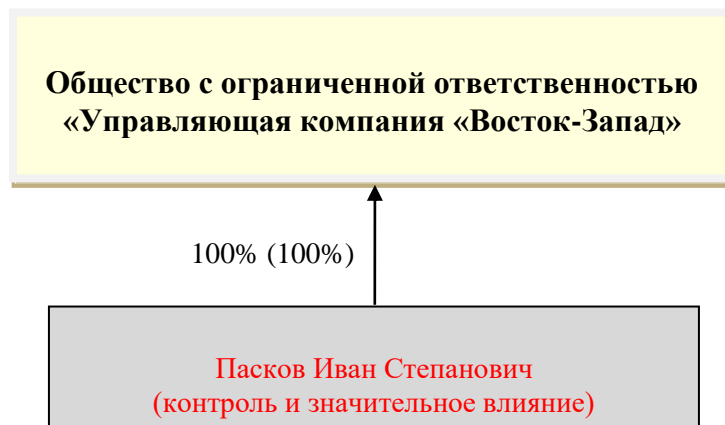 Общество с ограниченной ответственностью
«Управляющая компания «Восток-Запад»
100% (100%)
Пасков Иван Степанович
(контроль и значительное влияние)